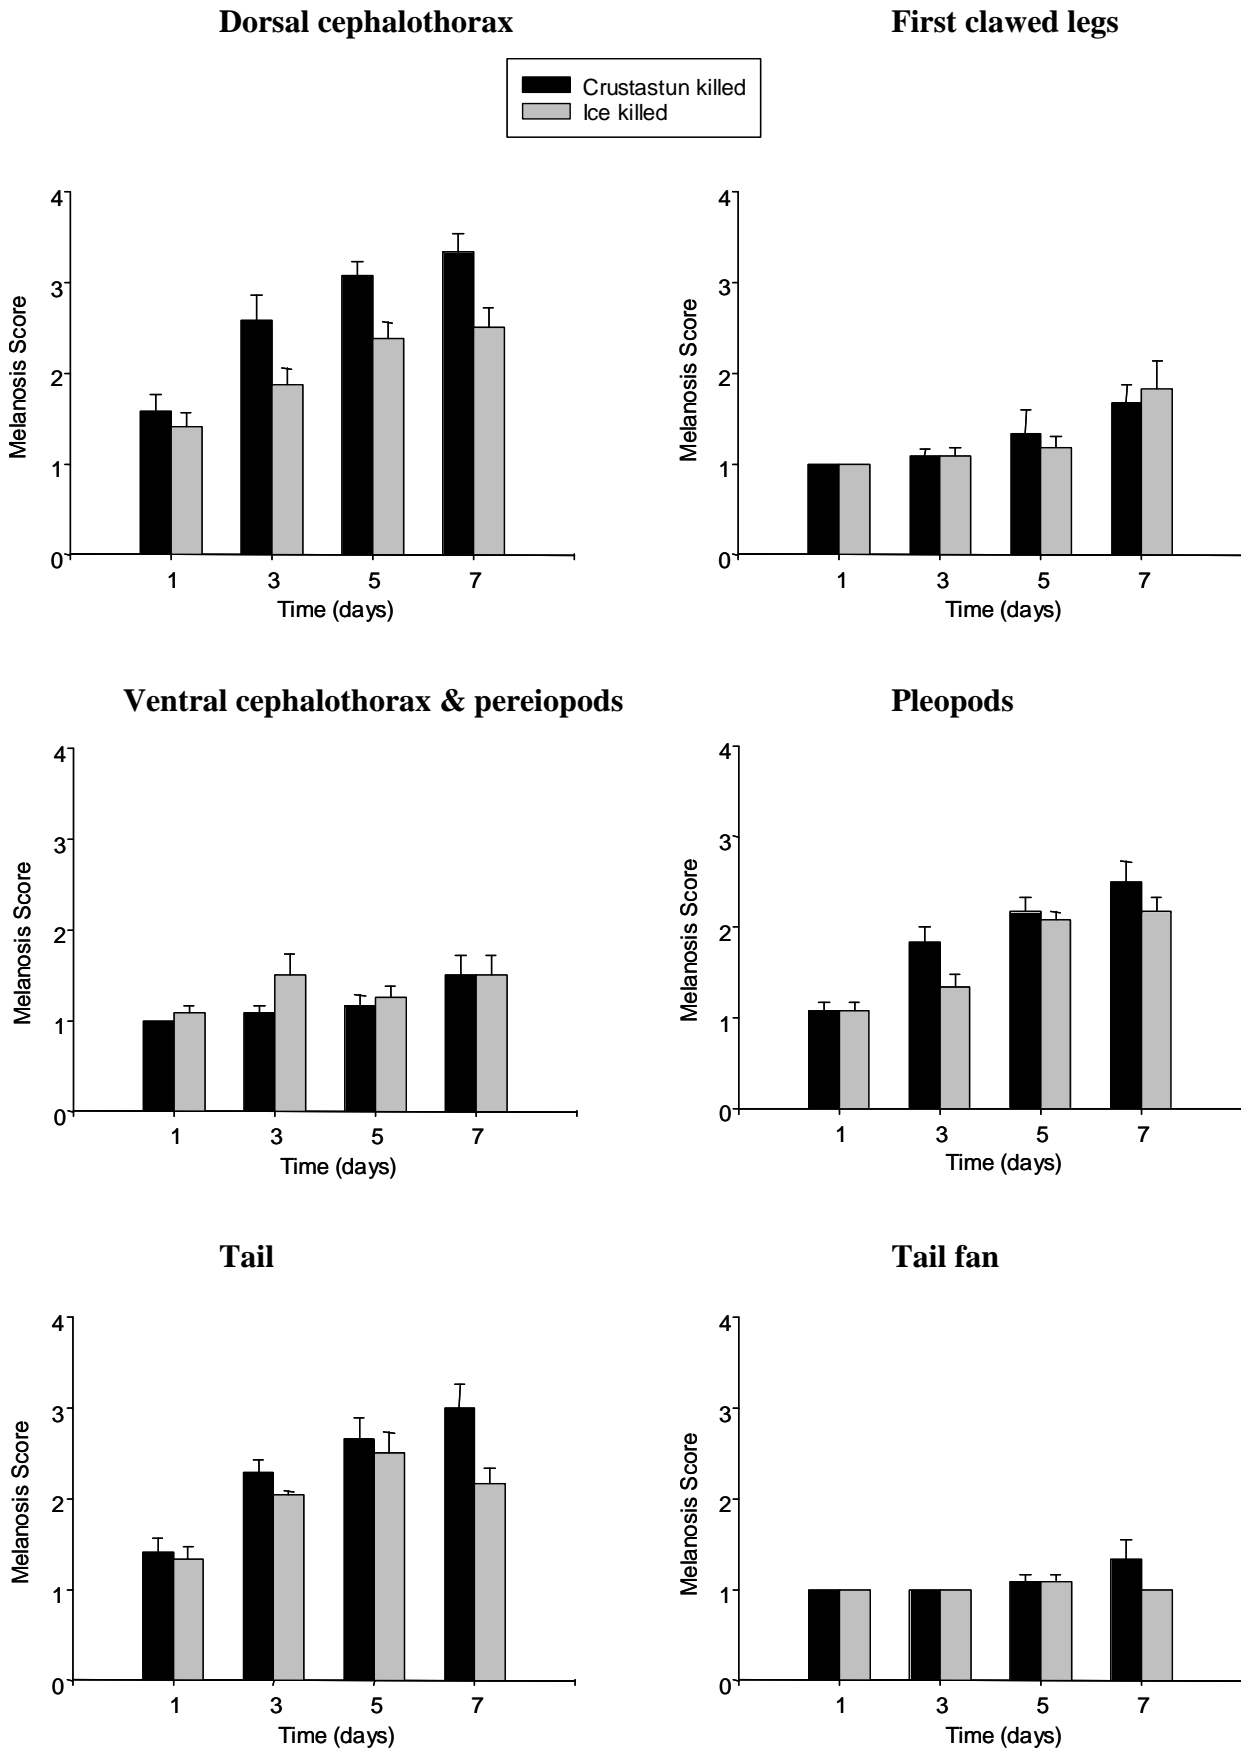 Dorsal cephalothorax
First clawed legs
Crustastun killed
Ice killed
4
3
2
1
0
Melanosis Score
1 3 5 7
Time (days)
4
3
2
1
0
Melanosis Score
1 3 5 7
Time (days)
Ventral cephalothorax & pereiopods
Pleopods
4
3
2
1
0
Melanosis Score
1 3 5 7
Time (days)
4
3
2
1
0
Melanosis Score
1 3 5 7
Time (days)
Tail
Tail fan
4
3
2
1
0
Melanosis Score
1 3 5 7
Time (days)
4
3
2
1
0
Melanosis Score
1 3 5 7
Time (days)